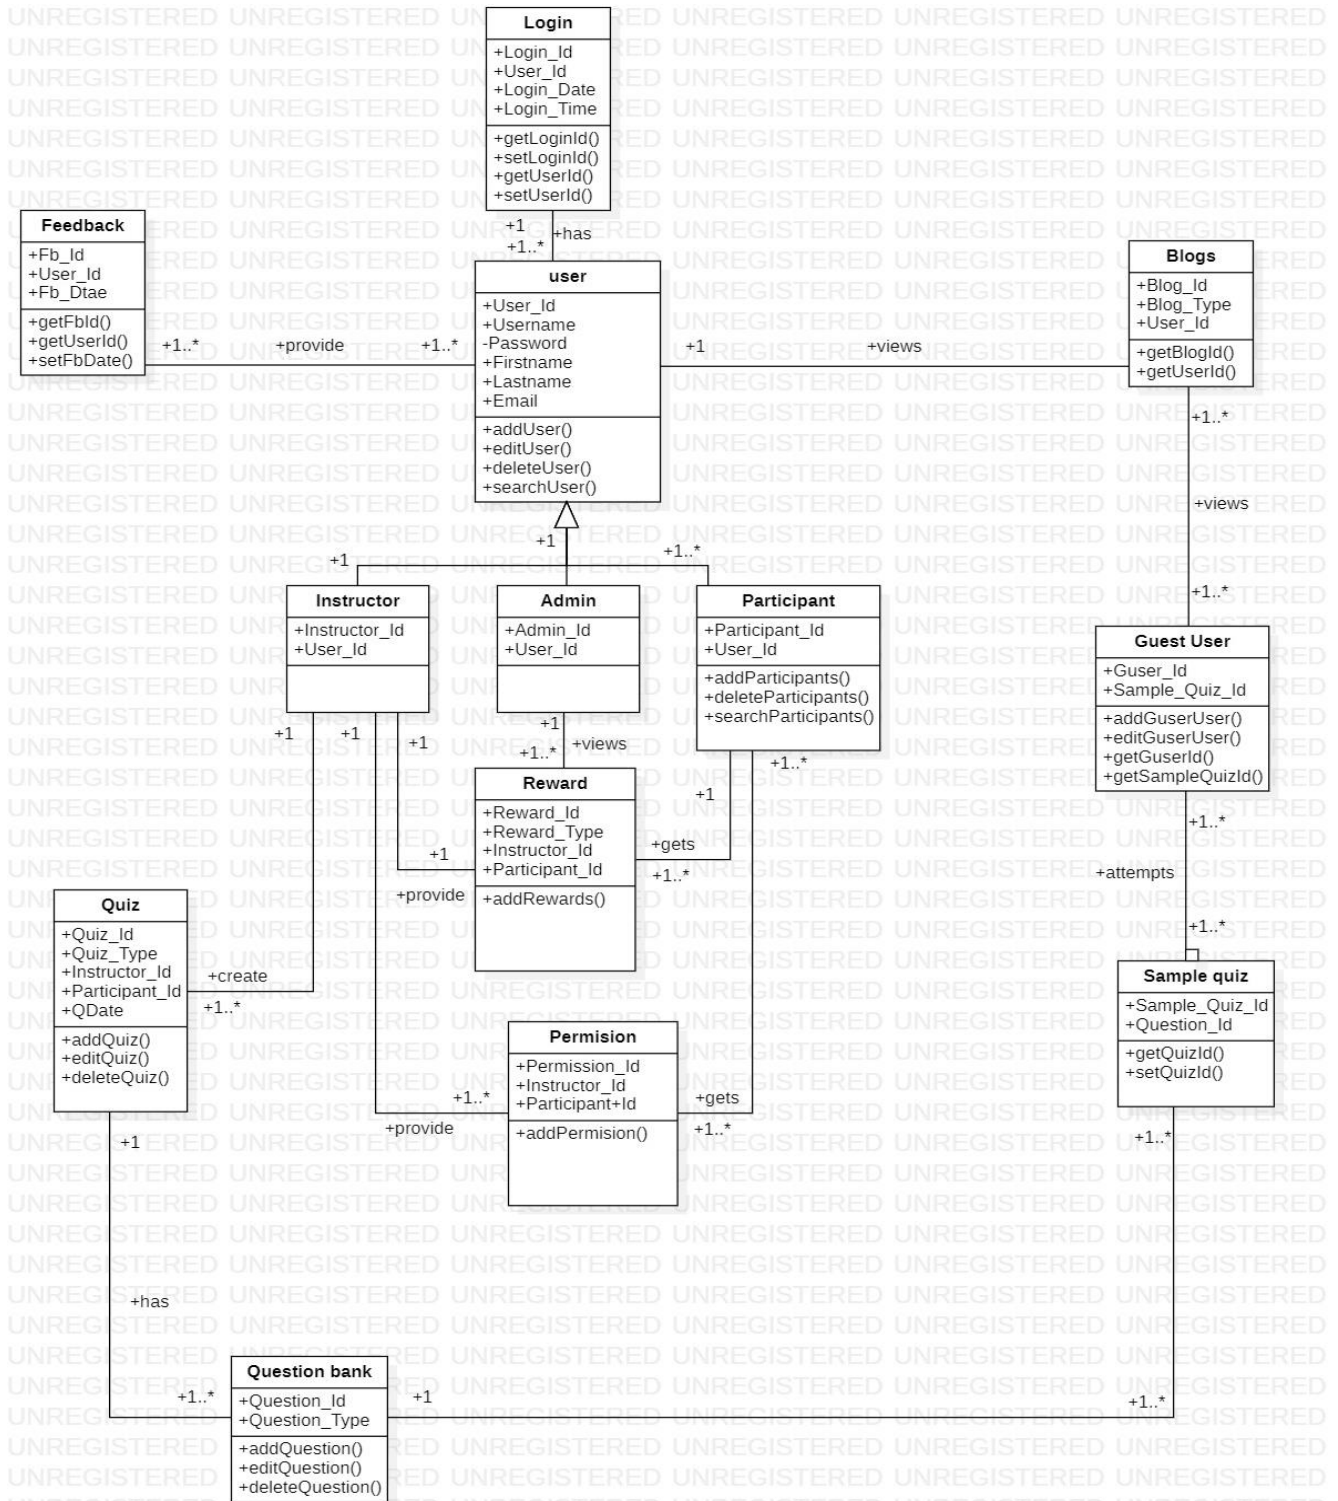 Login
+Login_Id
+User_Id
+Login_Date
+Login_Time
+getLoginId()
+setLoginId()
+getUserId()
+setUserId()
+1
+has
+1..*
Feedback
+Fb_Id
+User_Id
+Fb_Dtae
+getFbId()
+getUserId()
+setFbDate()
+1..*
+provide
+1..*
user
+User_Id
+Username
-Password
+Firstname
+Lastname
+Email
+addUser()
+editUser()
+deleteUser()
+searchUser()
+1
+views
Blogs
+Blog_Id
+Blog_Type
+User_Id
+getBlogId()
+getUserId()
+1..*
+views
+1..*
+1
+1
+1..*
Instructor
+Instructor_Id
+User_Id
Admin
+Admin_Id
+User_Id
Participant
+Participant_Id
+User_Id
+addParticipants()
+deleteParticipants()
+searchParticipants()
Guest User
+Guser_Id
+Sample_Quiz_Id
+addGuserUser()
+editGuserUser()
+getGuserId()
+getSampleQuizId()
+1
+1
+1
+1
+views
+1..*
+1..*
+1
Reward
+Reward_Id
+Reward_Type
+Instructor_Id
+Participant_Id
+addRewards()
+1
+provide
+gets
+1..*
+1..*
+attempts
+1..*
Quiz
+Quiz_Id
+Quiz_Type
+Instructor_Id
+Participant_Id
+QDate
+addQuiz()
+editQuiz()
+deleteQuiz()
+create
+1..*
Sample quiz
+Sample_Quiz_Id
+Question_Id
+getQuizId()
+setQuizId()
Permision
+Permission_Id
+Instructor_Id
+Participant+Id
+addPermision()
+1..*
+provide
+gets
+1..*
+1
+has
+1..*
+1..*
Question bank
+Question_Id
+Question_Type
+addQuestion()
+editQuestion()
+deleteQuestion()
+1
+1..*
UNREGISTERED